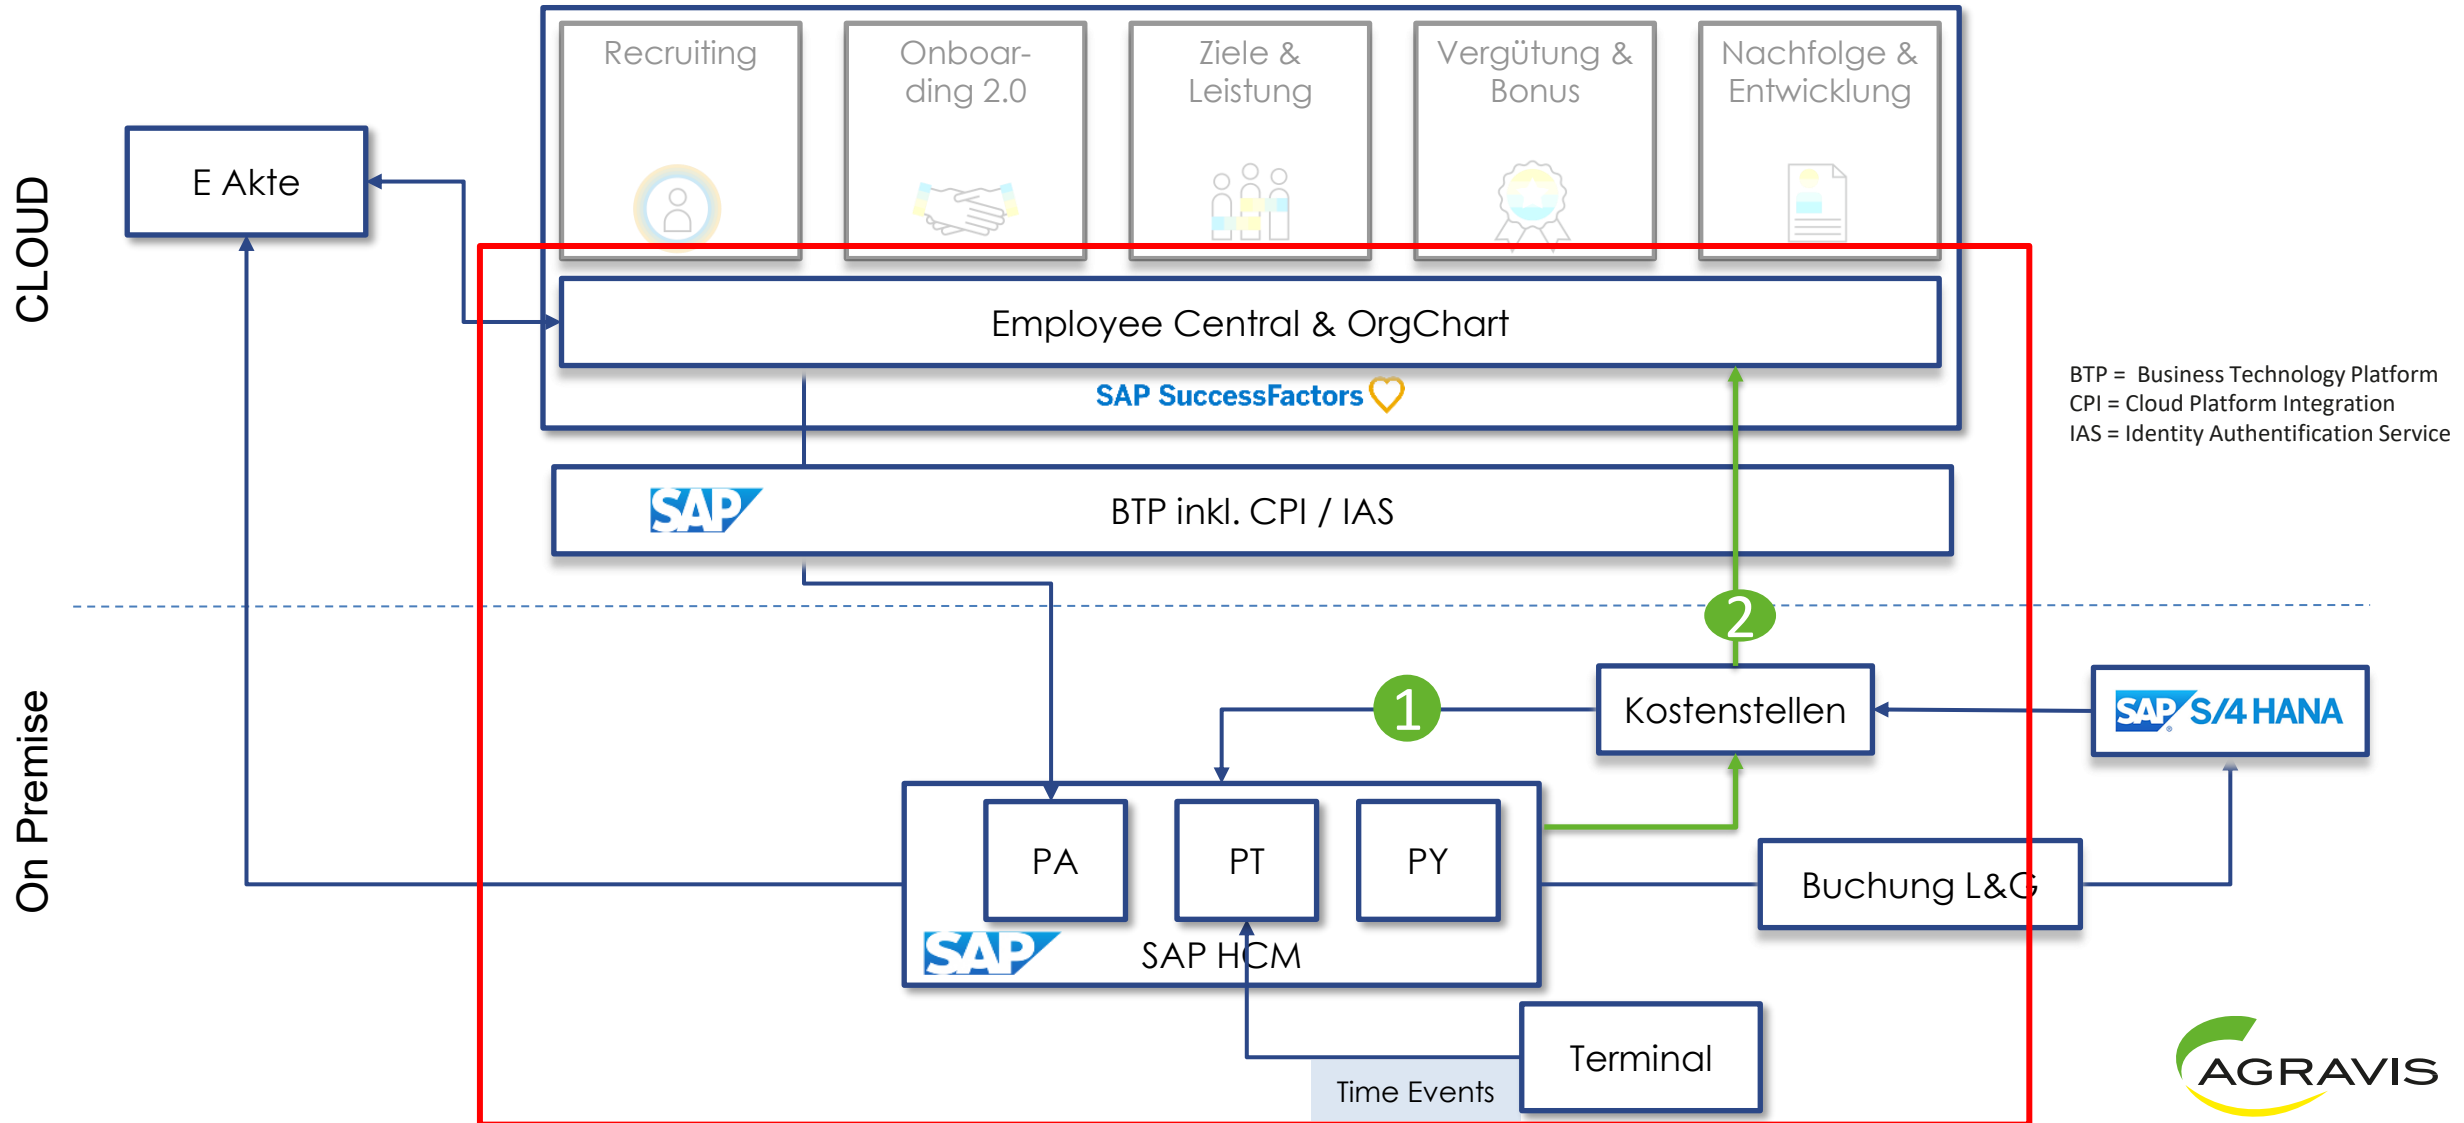 Recruiting
Onboar-
ding 2.0
Ziele &
Leistung
Vergütung &
Bonus
Nachfolge &
Entwicklung
CLOUD
E Akte
Employee Central & OrgChart
SAP SuccessFactors
BTP = Business Technology Platform
CPI = Cloud Platform Integration
IAS = Identity Authentification Service
SAP
BTP inkl. CPI / IAS
2
On Premise
1
Kostenstellen
SAP S/4 HANA
PA
PT
PY
Buchung L&G
SAP
SAP HCM
Terminal
Time Events
AGRAVIS